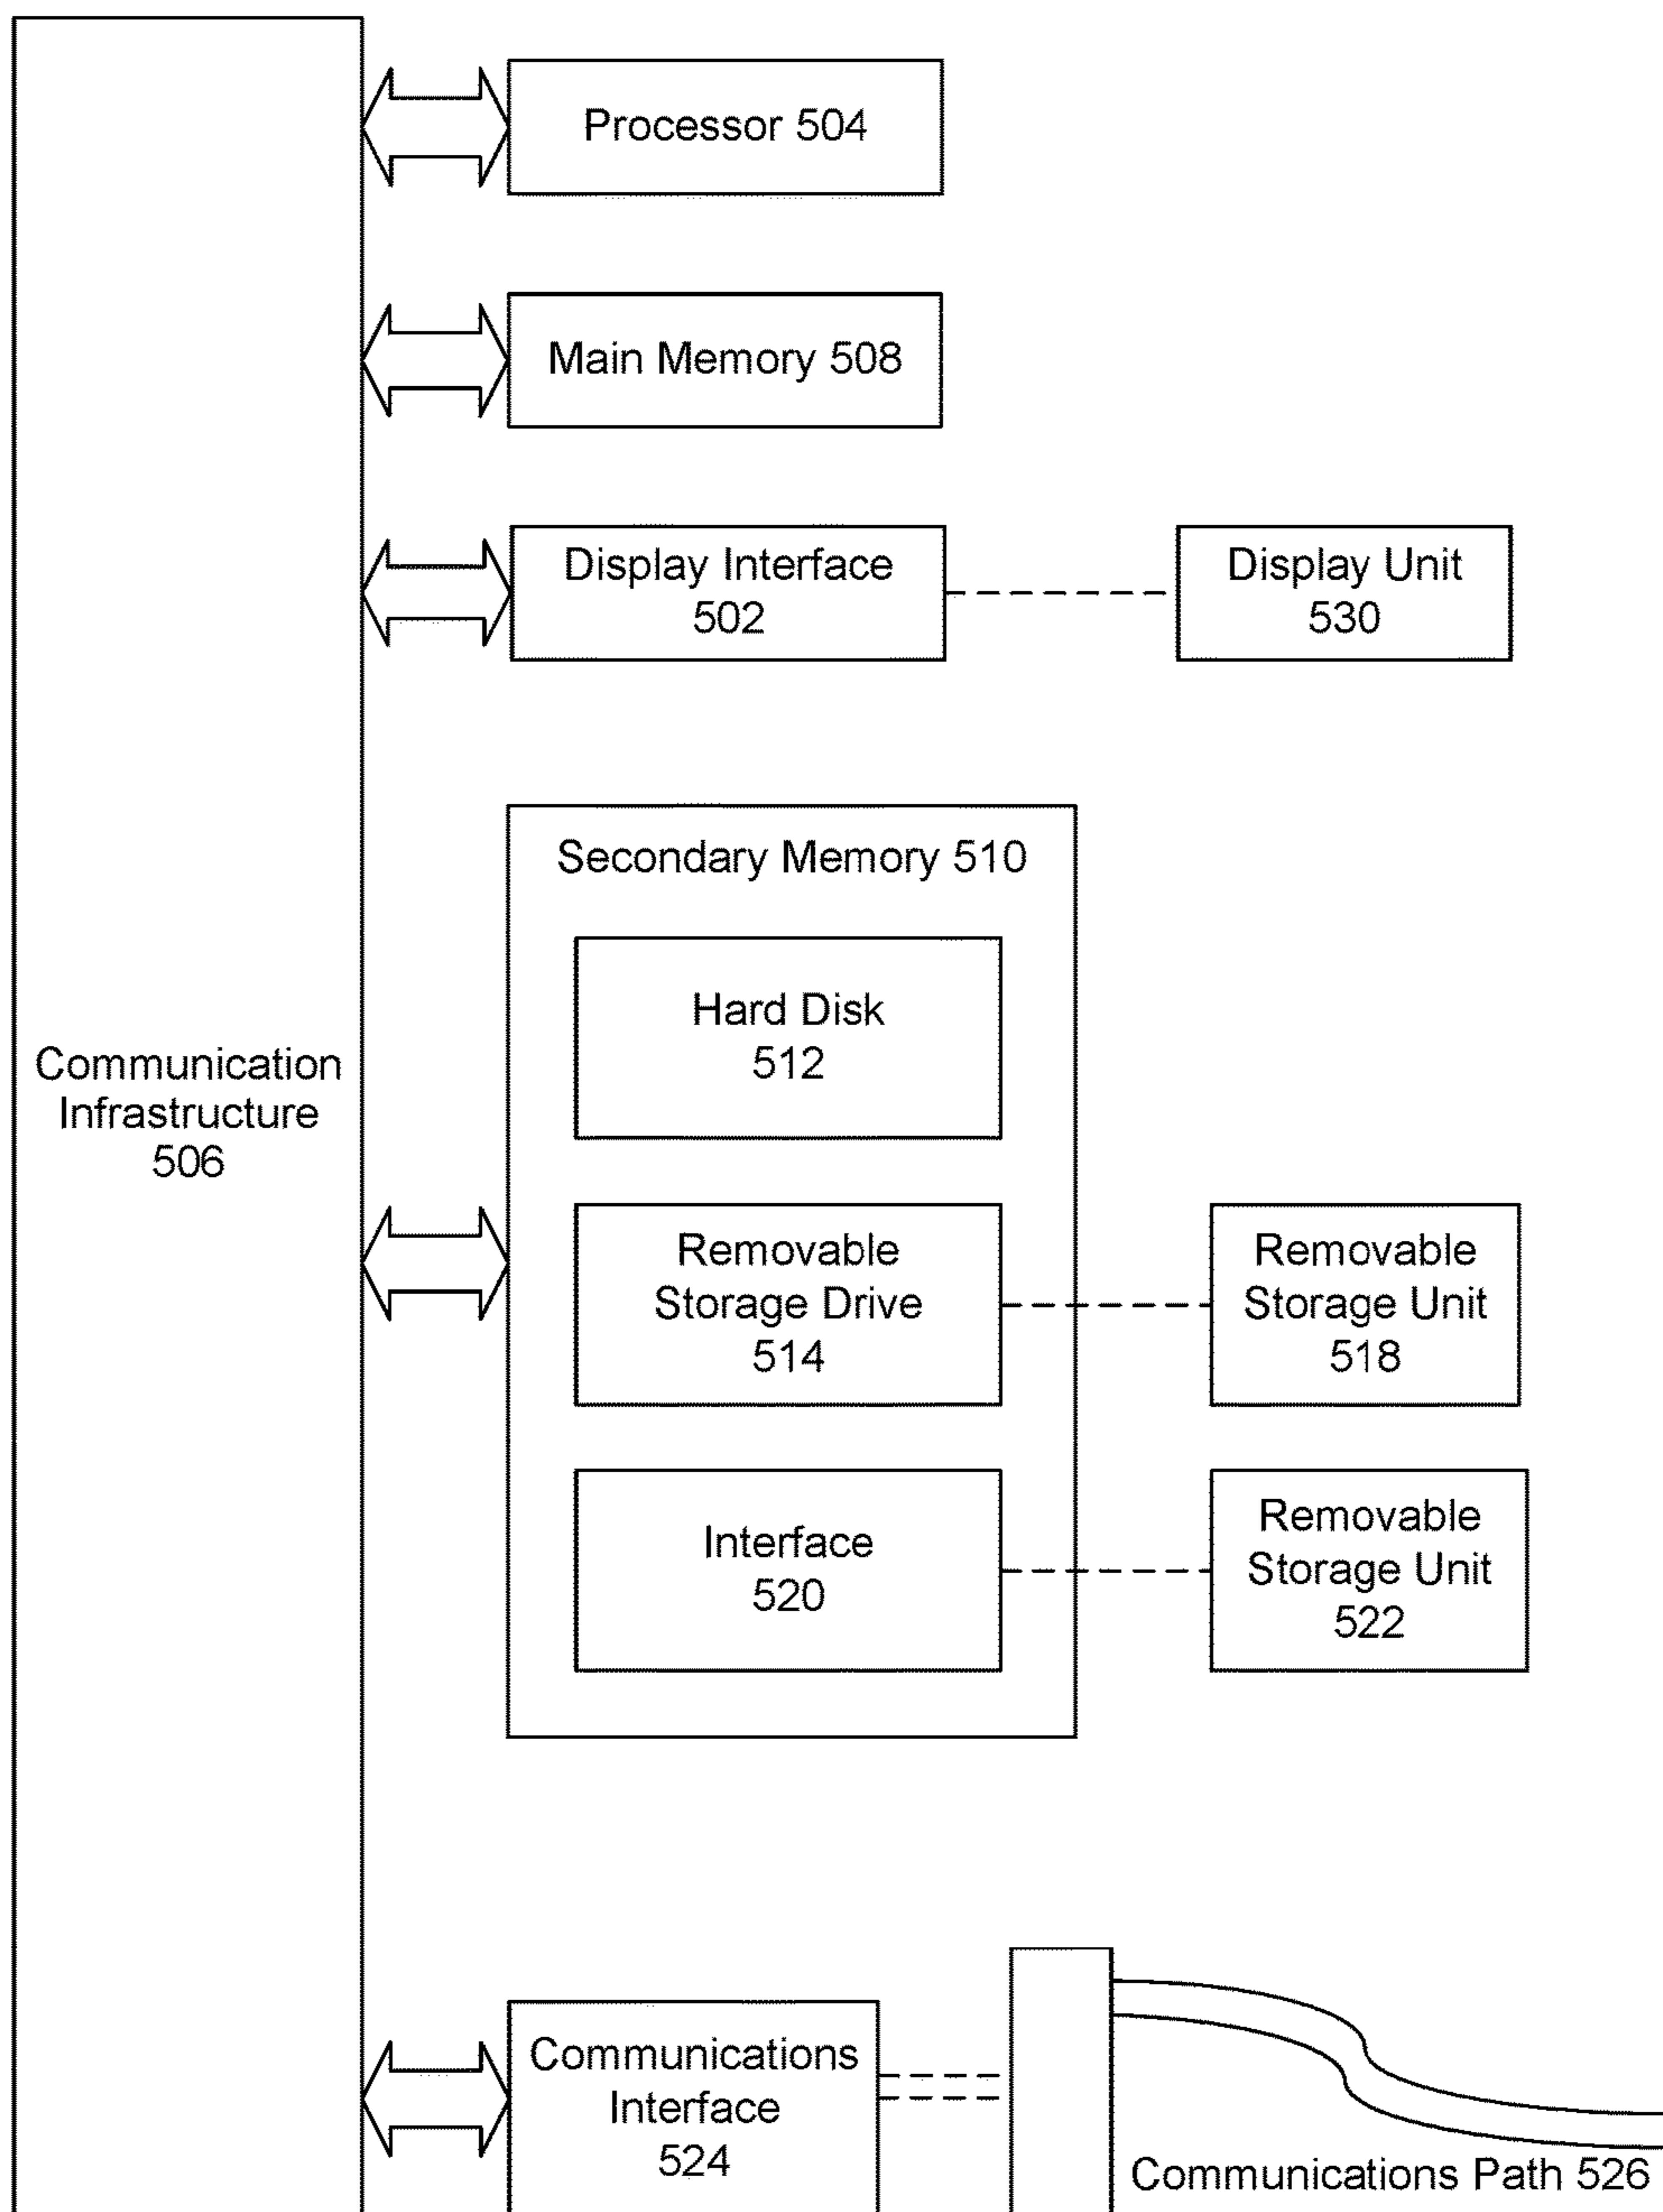 Processor 504
Main Memory 508
Display Interface
502
Display Unit
530
Secondary Memory 510
Hard Disk
512
Communication
Infrastructure
506
Removable
Storage Drive
514
Removable
Storage Unit
518
Interface
520
Removable
Storage Unit
522
Communications
Interface
524
Communications Path 526